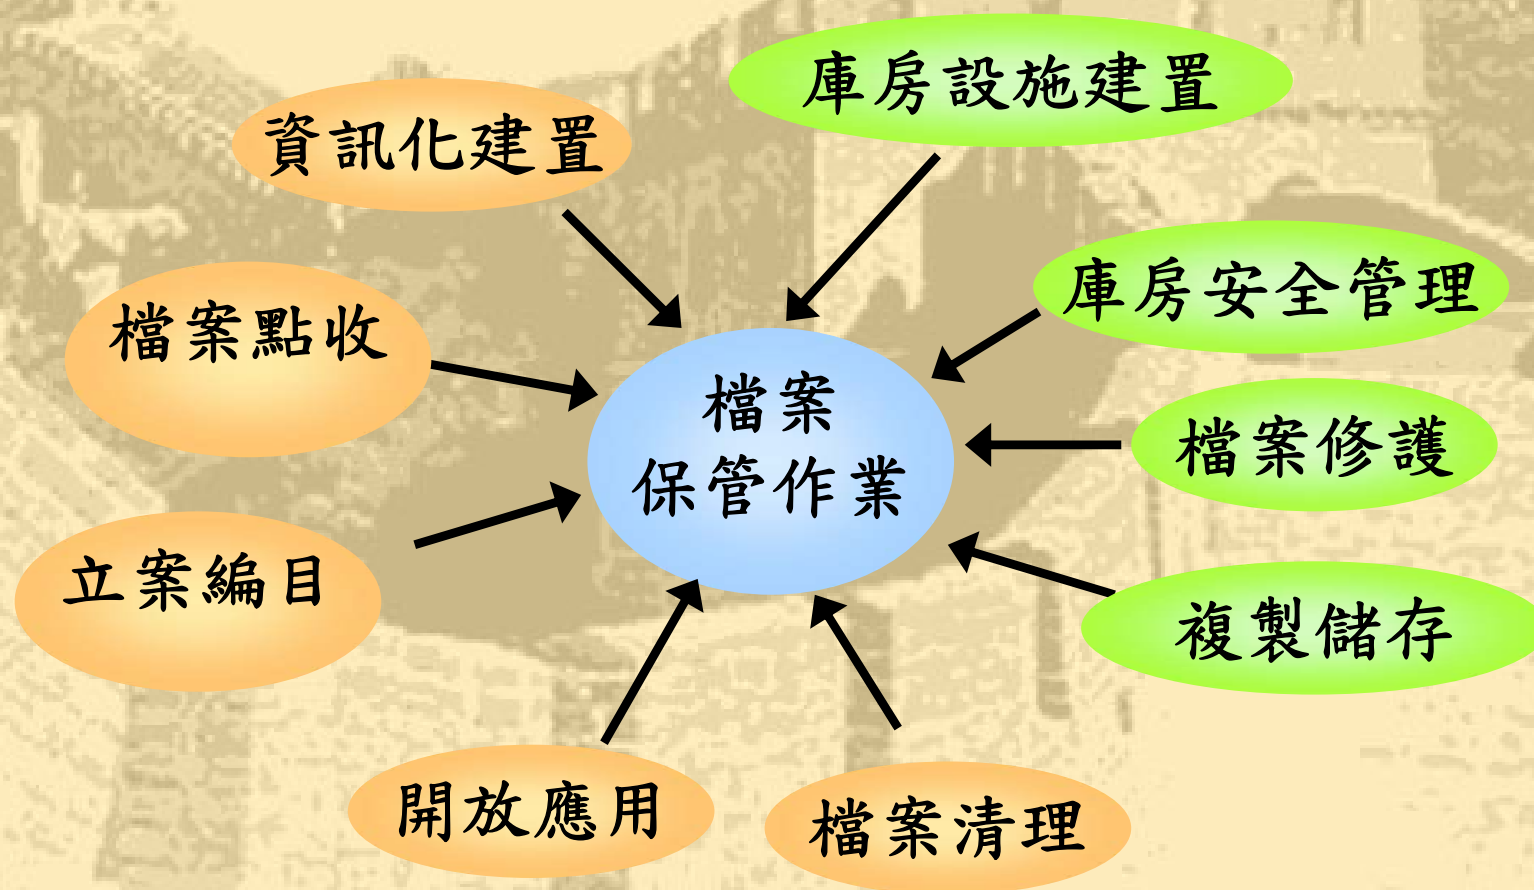 庫房設施建置
資訊化建置
庫房安全管理
檔案點收
檔案
保管作業
檔案修護
立案編目
複製儲存
開放應用
檔案清理